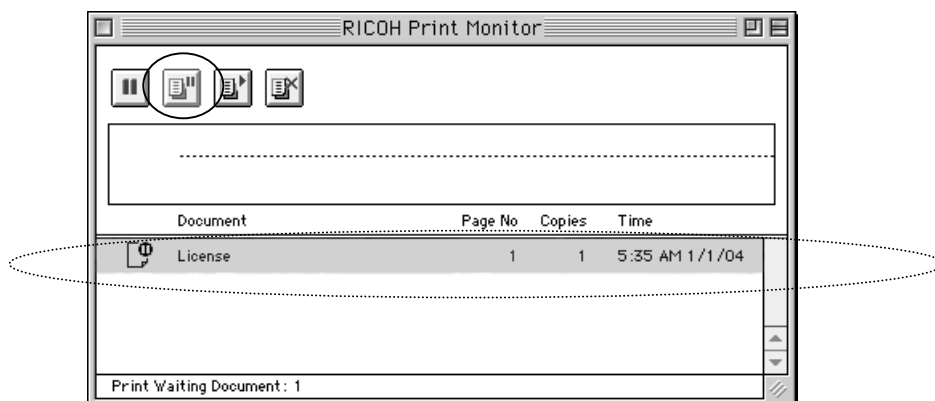 RICOH Print Monitor
Document Page No Copies Time
License 1 1 5:35 AM 1/1/04
Print Waiting Document: 1